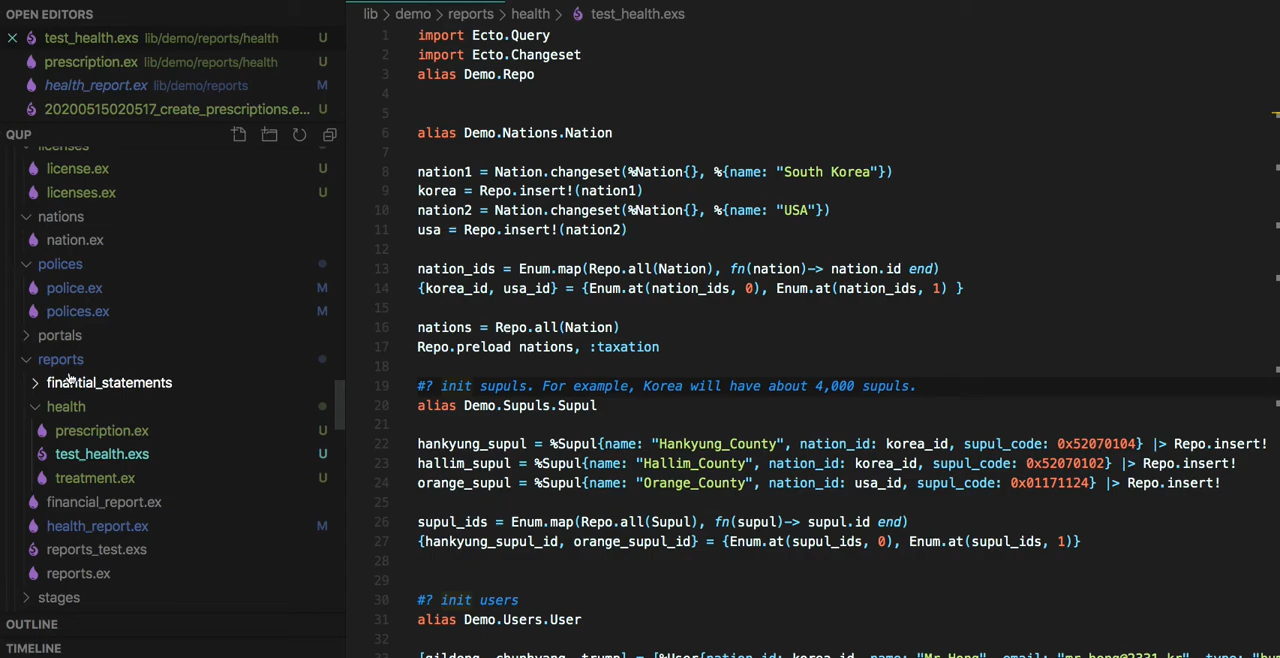 OPEN EDITORS
test_health.exs lib/demo/reports/health U
prescription.ex lib/demo/reports/health U
health_report.ex lib/demo/reports M
20200515020517_create_prescriptions.e... U
QUP
licenses
license.ex U
licenses.ex U
nations
nation.ex
polices
police.ex M
polices.ex M
portals
reports
financial_statements
health
prescription.ex U
test_health.exs U
treatment.ex U
financial_report.ex
health_report.ex M
reports_test.exs
reports.ex
stages
OUTLINE
TIMELINE
lib > demo > reports > health > test_health.exs
1 import Ecto.Query
2 import Ecto.Changeset
3 alias Demo.Repo
4
5
6 alias Demo.Nations.Nation
7
8 nation1 = Nation.changeset(%Nation{}, %{name: "South Korea"})
9 korea = Repo.insert!(nation1)
10 nation2 = Nation.changeset(%Nation{}, %{name: "USA"})
11 usa = Repo.insert!(nation2)
12
13 nation_ids = Enum.map(Repo.all(Nation), fn(nation)-> nation.id end)
14 {korea_id, usa_id} = {Enum.at(nation_ids, 0), Enum.at(nation_ids, 1) }
15
16 nations = Repo.all(Nation)
17 Repo.preload nations, :taxation
18
19 #? init supuls. For example, Korea will have about 4,000 supuls.
20 alias Demo.Supuls.Supul
21
22 hankyung_supul = %Supul{name: "Hankyung_County", nation_id: korea_id, supul_code: 0x52070104} |> Repo.insert!
23 hallim_supul = %Supul{name: "Hallim_County", nation_id: korea_id, supul_code: 0x52070102} |> Repo.insert!
24 orange_supul = %Supul{name: "Orange_County", nation_id: usa_id, supul_code: 0x01171124} |> Repo.insert!
25
26 supul_ids = Enum.map(Repo.all(Supul), fn(supul)-> supul.id end)
27 {hankyung_supul_id, orange_supul_id} = {Enum.at(supul_ids, 0), Enum.at(supul_ids, 1)}
28
29
30 #? init users
31 alias Demo.Users.User
32